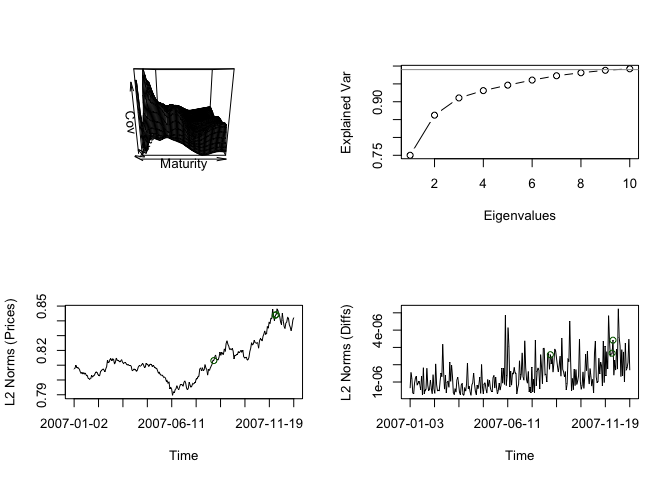 Cov
Maturity
Explained Var
0.75
0.90
2
4
6
8
10
Eigenvalues
L2 Norms (Prices)
0.79
0.82
0.85
2007-01-02
2007-06-11
2007-11-19
Time
L2 Norms (Diffs)
1e-06
4e-06
2007-01-03
2007-06-11
2007-11-19
Time